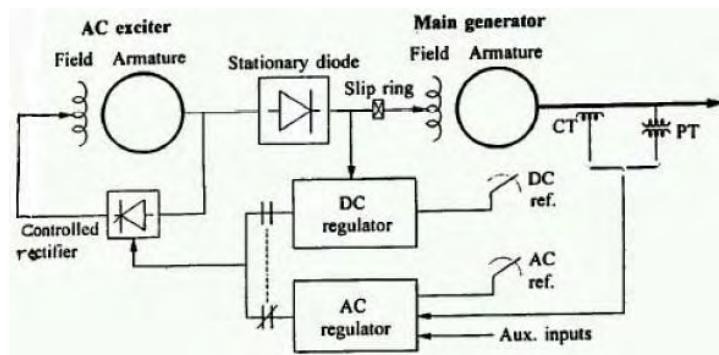 AC exciter
Main generator
Field Armature
Stationary diode
Field Armature
Slip ring
CT
PT
DC
regulator
DC
ref.
Controlled
rectifier
AC
regulator
AC
ref.
Aux. inputs